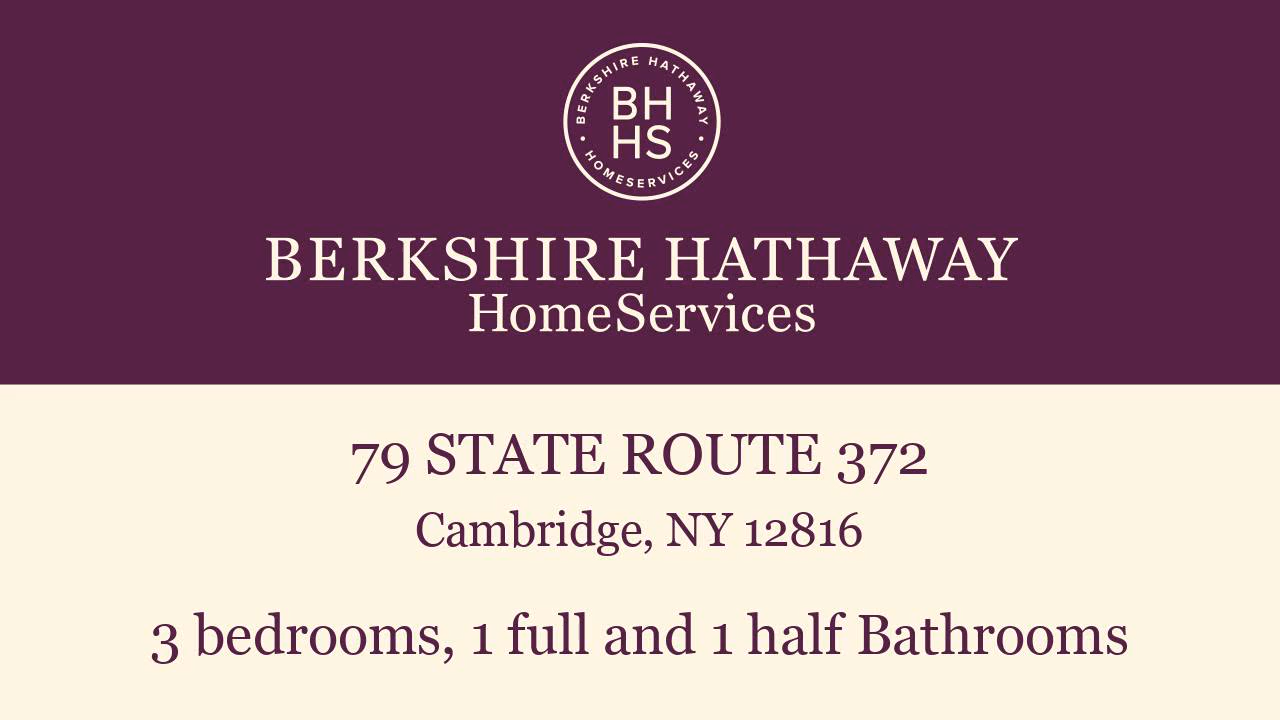 BERKSHIRE HATHAWAY
BH
HS
HOMESERVICES
BERKSHIRE HATHAWAY
HomeServices
79 STATE ROUTE 372
Cambridge, NY 12816
3 bedrooms, 1 full and 1 half Bathrooms